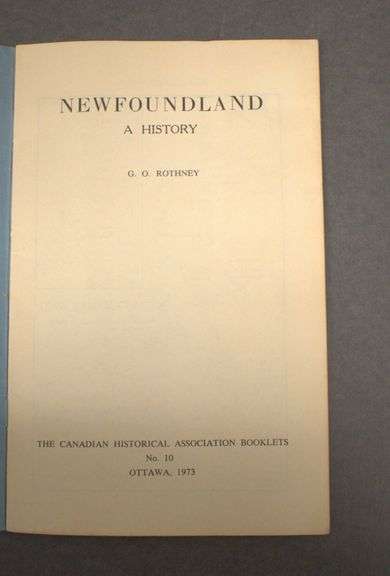 NEWFOUNDLAND
A HISTORY
G. O. ROTHNEY
THE CANADIAN HISTORICAL ASSOCIATION BOOKLETS
No. 10
OTTAWA, 1973